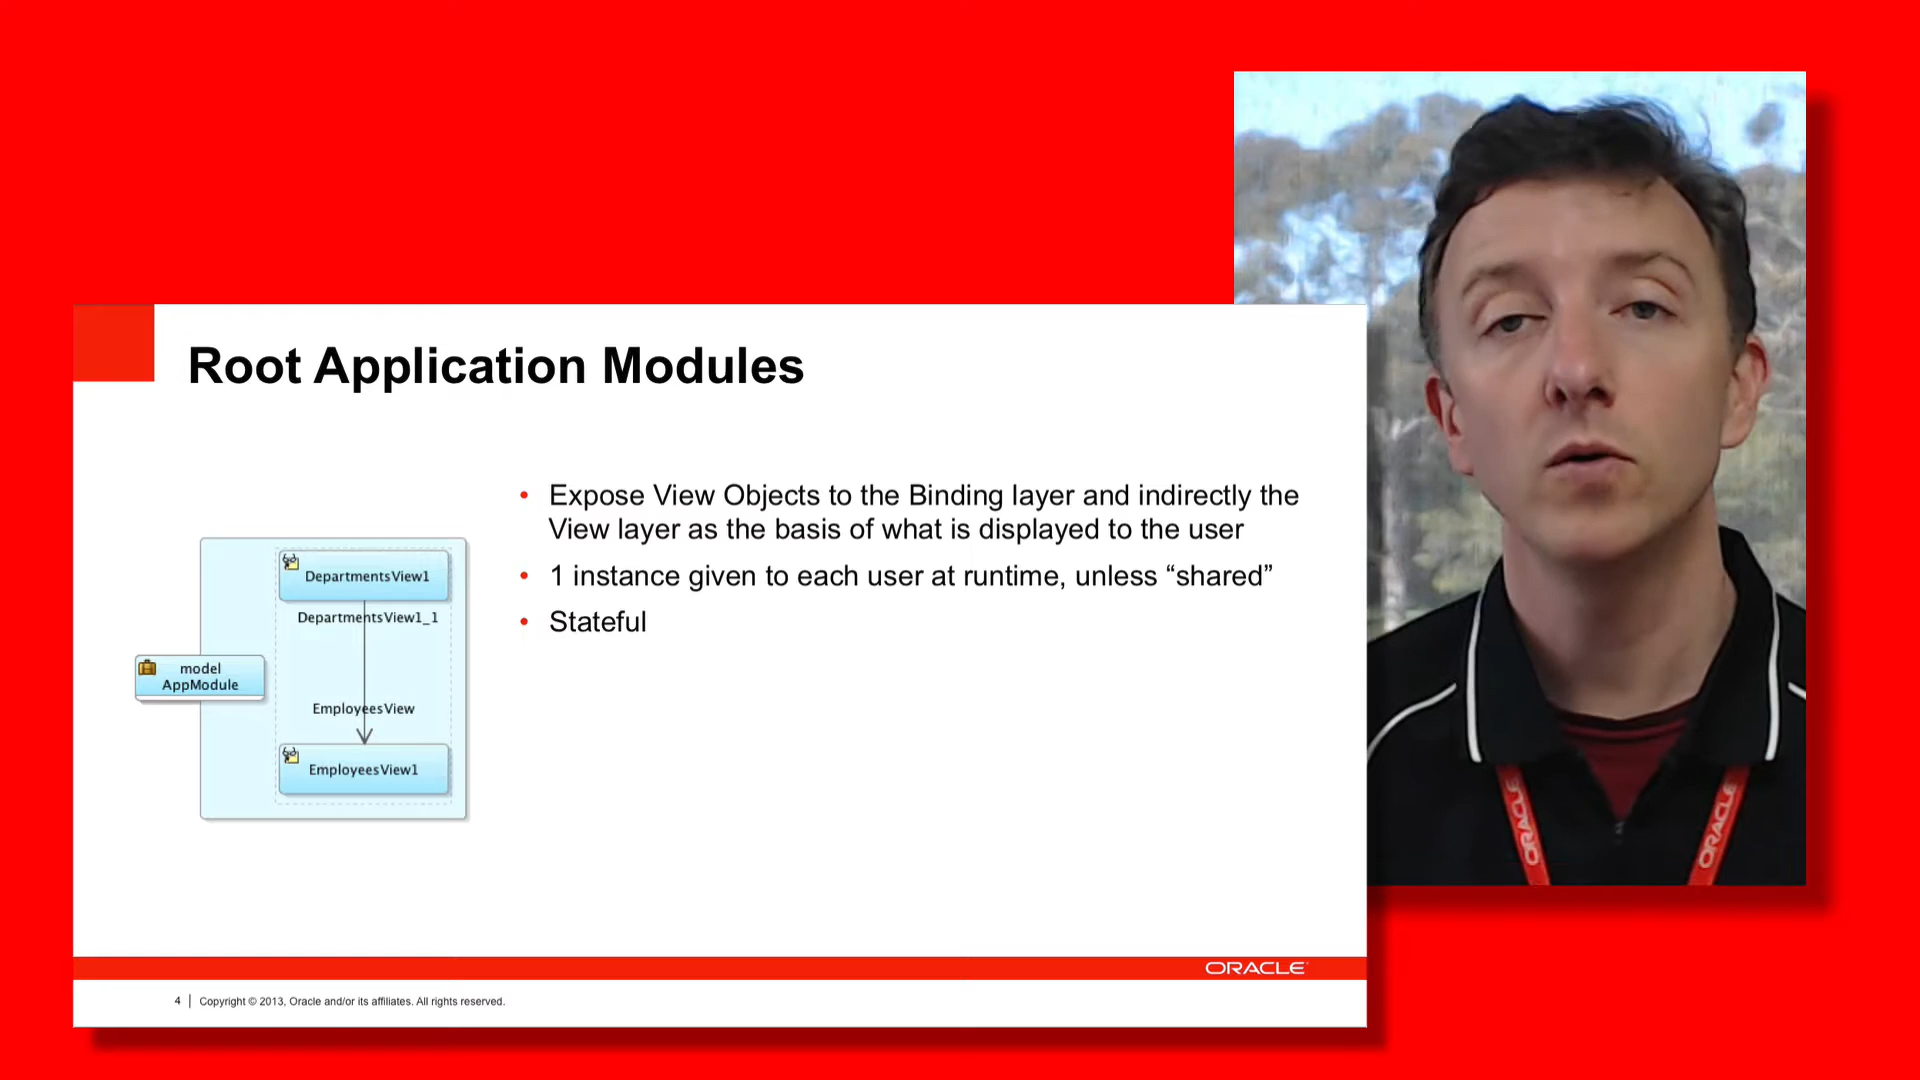 Root Application Modules
• Expose View Objects to the Binding layer and indirectly the
View layer as the basis of what is displayed to the user
• 1 instance given to each user at runtime, unless “shared”
• Stateful
DepartmentsView1
DepartmentsView1_1
model
AppModule
EmployeesView
EmployeesView1
ORACLE
4 | Copyright © 2013, Oracle and/or its affiliates. All rights reserved.
ORACLE
ORACLE